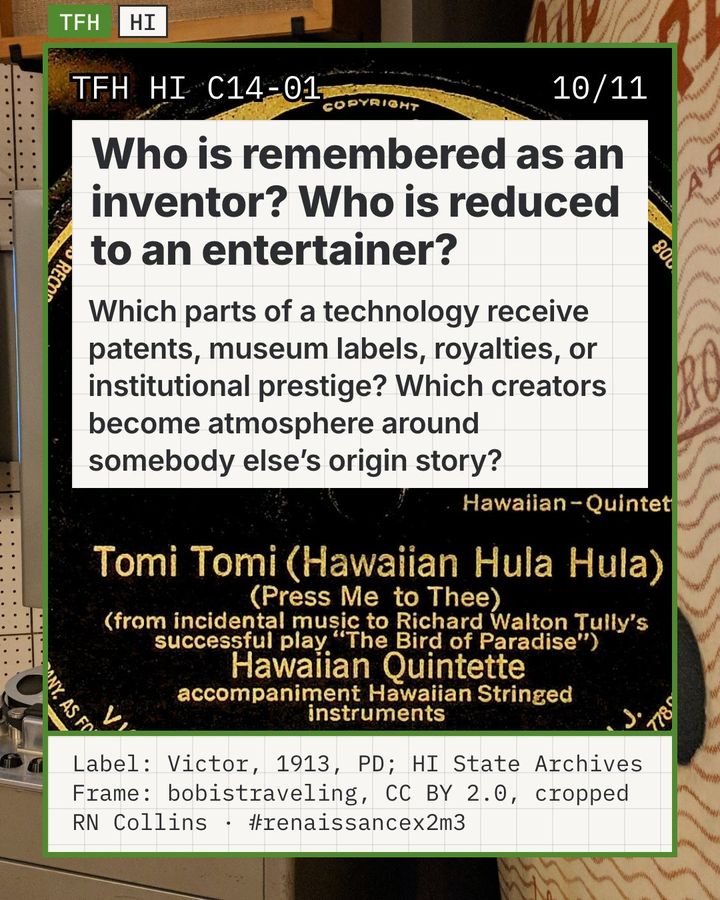 TFH HI
TFH HI C14-01 10/11
COPYRIGHT
Who is remembered as an
inventor? Who is reduced
to an entertainer?
Which parts of a technology receive
patents, museum labels, royalties, or
institutional prestige? Which creators
become atmosphere around
somebody else’s origin story?
Hawaiian-Quintet
Tomi Tomi (Hawaiian Hula Hula)
(Press Me to Thee)
(from incidental music to Richard Walton Tully's
successful play "The Bird of Paradise")
Hawaiian Quintette
accompaniment Hawaiian Stringed
instruments
Label: Victor, 1913, PD; HI State Archives
Frame: bobistraveling, CC BY 2.0, cropped
RN Collins · #renaissancex2m3